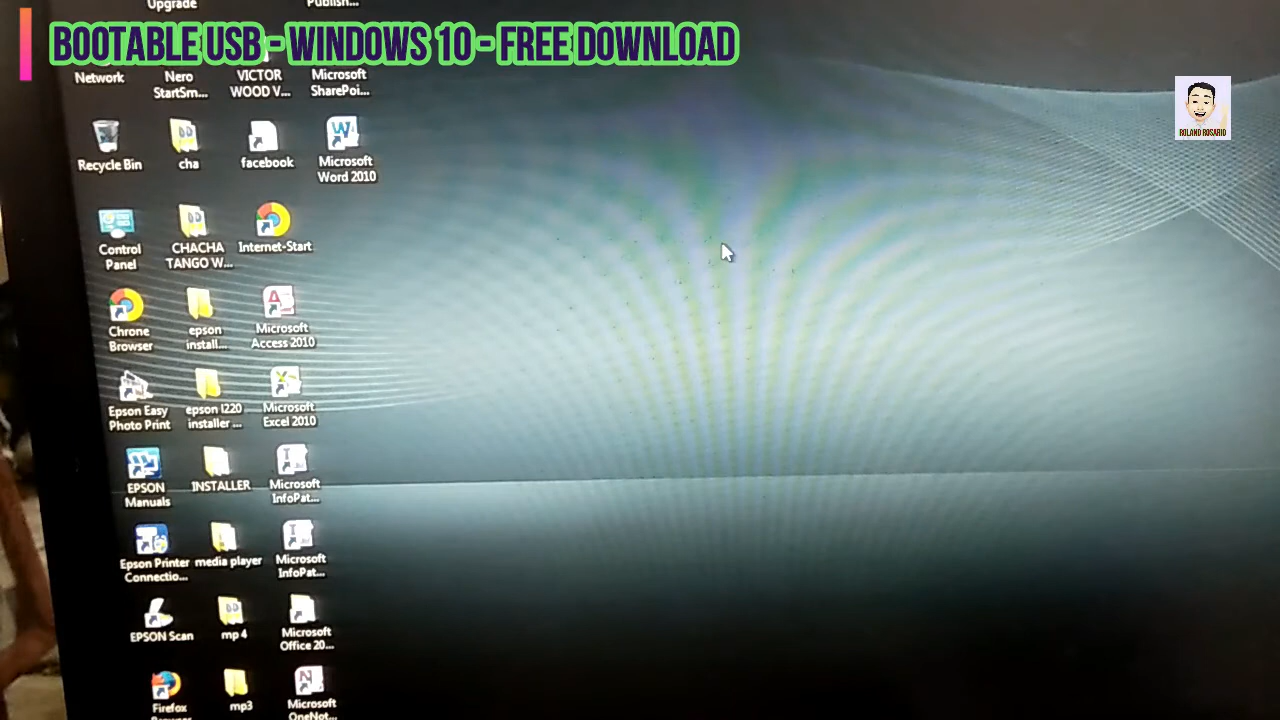 Upgrade
Publish...
BOOTABLE USB - WINDOWS 10 - FREE DOWNLOAD
Network
Nero
StartSm...
VICTOR
WOOD V...
Microsoft
SharePoi...
ROLAND ROSARIO
Recycle Bin
cha
facebook
Microsoft
Word 2010
Control
Panel
CHACHA
TANGO W...
Internet-Start
Chrone
Browser
epson
install...
Microsoft
Access 2010
Epson Easy
Photo Print
epson l220
installer ...
Microsoft
Excel 2010
EPSON
Manuals
INSTALLER
Microsoft
InfoPat...
Epson Printer
Connectio...
media player
Microsoft
InfoPat...
EPSON Scan
mp 4
Microsoft
Office 20...
Firefox
mp3
Microsoft
OneNot...